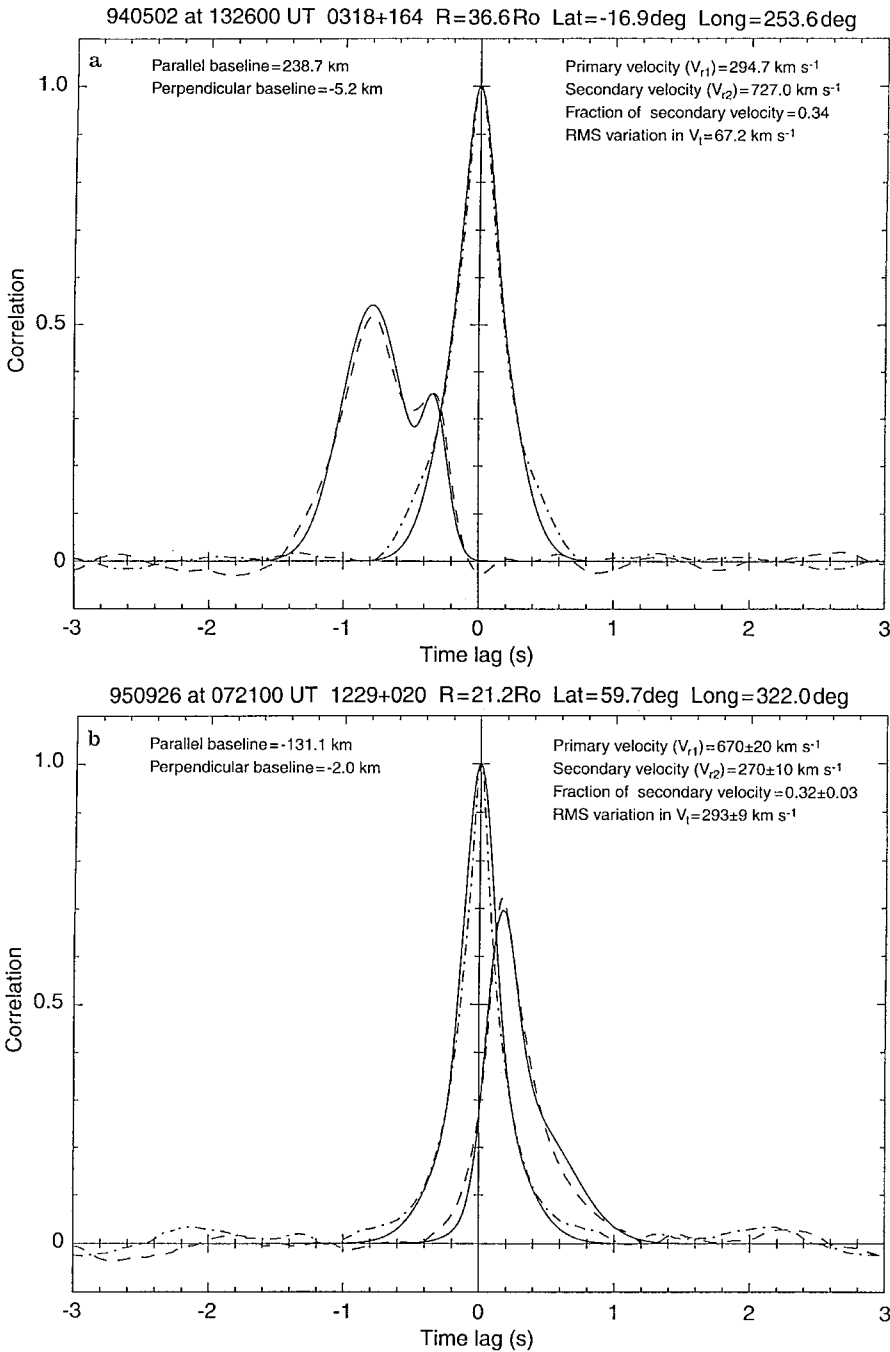 940502 at 132600 UT 0318+164 R=36.6Ro Lat=-16.9deg Long=253.6deg
a
Parallel baseline=238.7 km
Perpendicular baseline=-5.2 km
Primary velocity (Vr1)=294.7 km s-1
Secondary velocity (Vr2)=727.0 km s-1
Fraction of secondary velocity=0.34
RMS variation in Vt=67.2 km s-1
1.0
0.5
0
Correlation
-3 -2 -1 0 1 2 3
Time lag (s)
950926 at 072100 UT 1229+020 R=21.2Ro Lat=59.7deg Long=322.0deg
b
Parallel baseline=-131.1 km
Perpendicular baseline=-2.0 km
Primary velocity (Vr1)=670±20 km s-1
Secondary velocity (Vr2)=270±10 km s-1
Fraction of secondary velocity=0.32±0.03
RMS variation in Vt=293±9 km s-1
1.0
0.5
0
Correlation
-3 -2 -1 0 1 2 3
Time lag (s)